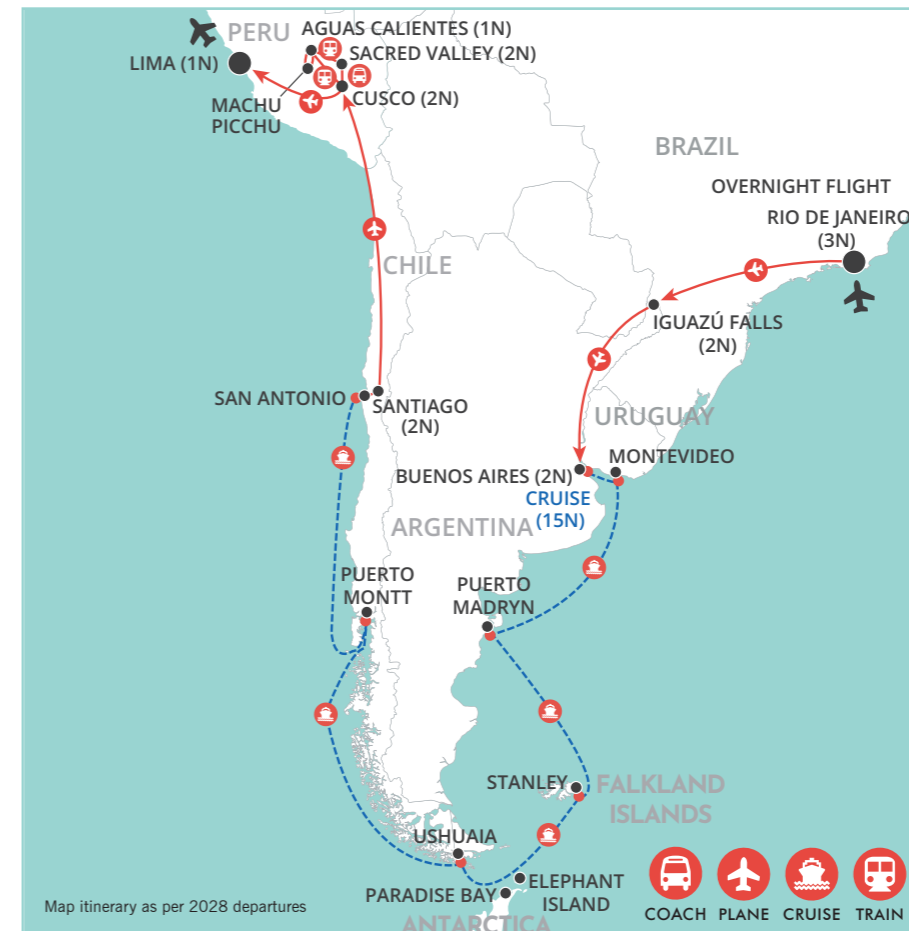 PERU
AGUAS CALIENTES (1N)
SACRED VALLEY (2N)
LIMA (1N)
CUSCO (2N)
MACHU
PICCHU
BRAZIL
OVERNIGHT FLIGHT
RIO DE JANEIRO
(3N)
CHILE
IGUAZÚ FALLS
(2N)
SAN ANTONIO
SANTIAGO
(2N)
URUGUAY
MONTEVIDEO
BUENOS AIRES (2N)
CRUISE
(15N)
ARGENTINA
PUERTO
MONTT
PUERTO
MADRYN
STANLEY
FALKLAND
ISLANDS
USHUAIA
PARADISE BAY
ELEPHANT
ISLAND
ANTARCTICA
Map itinerary as per 2028 departures
COACH PLANE CRUISE TRAIN